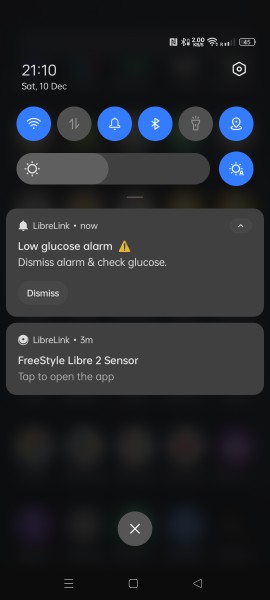 2.00
KB/S
45
21:10
Sat, 10 Dec
A
LibreLink • now
Low glucose alarm ⚠️
Dismiss alarm & check glucose.
Dismiss
LibreLink • 3m
FreeStyle Libre 2 Sensor
Tap to open the app